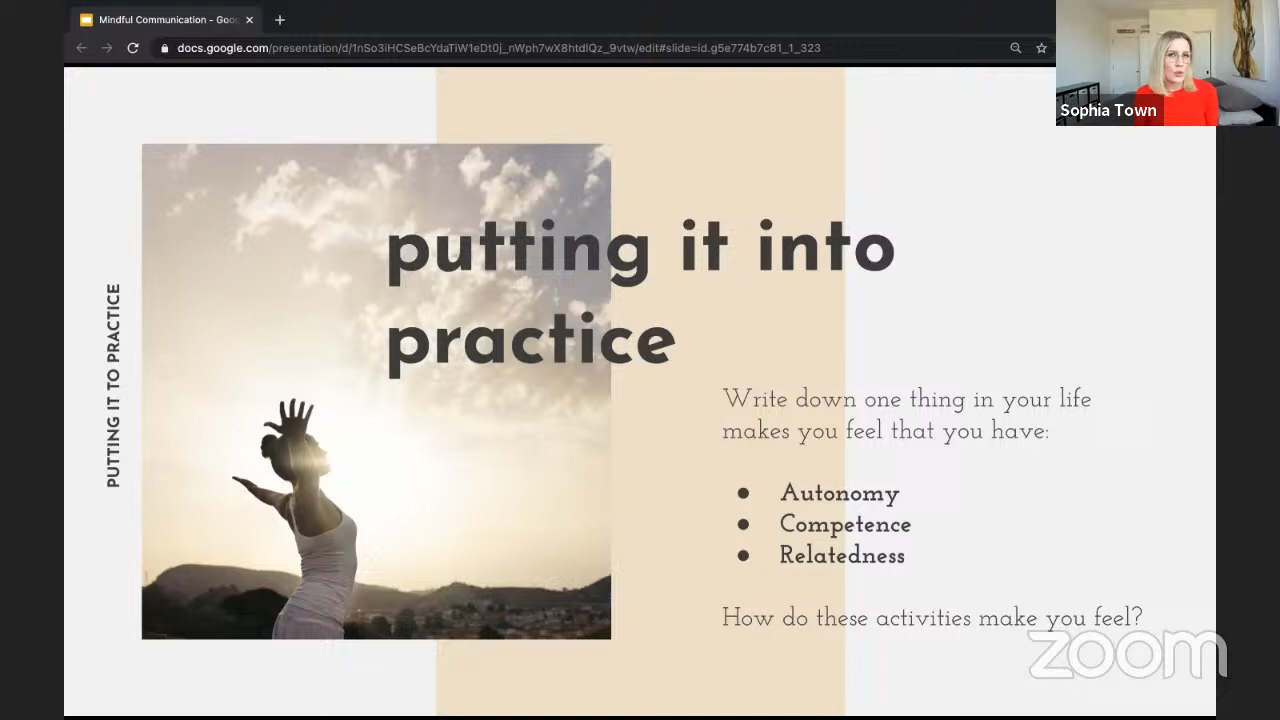 Mindful Communication - Goo
docs.google.com/presentation/d/1nSo3iHCSeBcYdaTiW1eDt0j_nWph7wX8htdlQz_9vtw/edit#slide=id.g5e774b7c81_1_323
Sophia Town
PUTTING IT TO PRACTICE
putting it into
practice
Write down one thing in your life
makes you feel that you have:
● Autonomy
● Competence
● Relatedness
How do these activities make you feel?
zoom